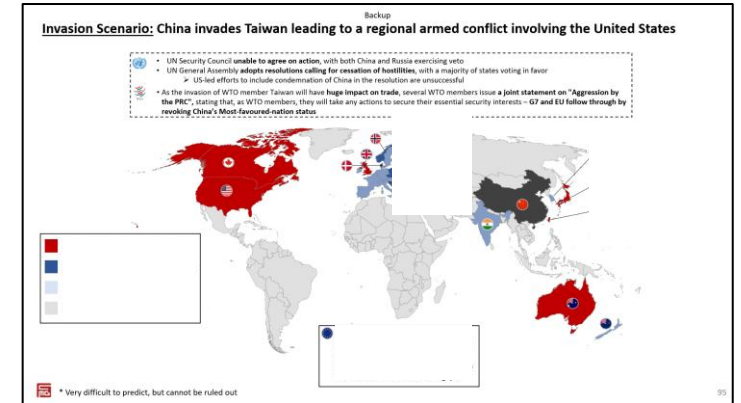 Backup
Invasion Scenario: China invades Taiwan leading to a regional armed conflict involving the United States
• UN Security Council unable to agree on action, with both China and Russia exercising veto
• UN General Assembly adopts resolutions calling for cessation of hostilities, with a majority of states voting in favor
➢ US-led efforts to include condemnation of China in the resolution are unsuccessful
• As the invasion of WTO member Taiwan will have huge impact on trade, several WTO members issue a joint statement on "Aggression by
the PRC", stating that, as WTO members, they will take any actions to secure their essential security interests – G7 and EU follow through by
revoking China's Most-favoured-nation status
* Very difficult to predict, but cannot be ruled out
95